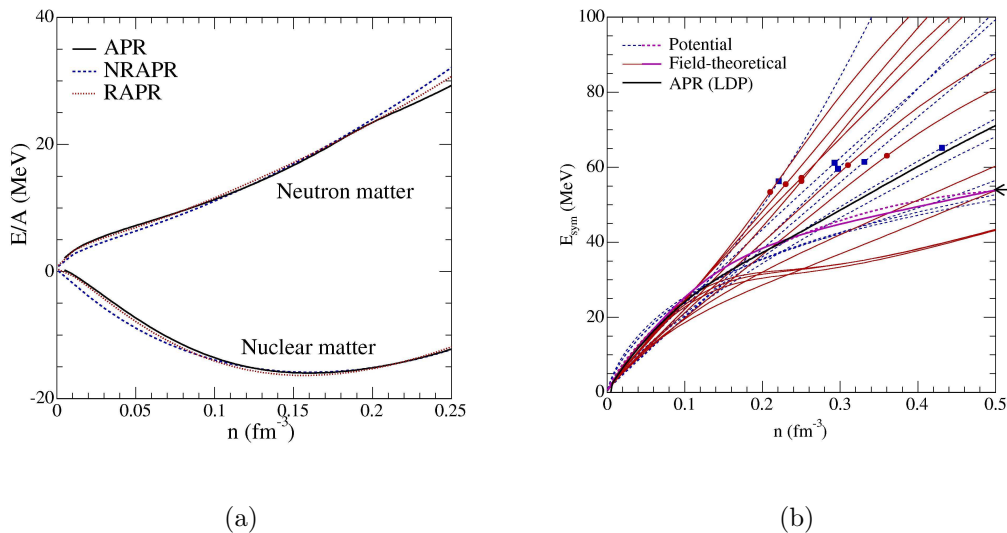 40
20
0
-20
E/A (MeV)
APR
NRAPR
RAPR
Neutron matter
Nuclear matter
0 0.05 0.1 0.15 0.2 0.25
n (fm⁻³)
(a)
100
80
60
40
20
0
E_sym (MeV)
Potential
Field-theoretical
APR (LDP)
0 0.1 0.2 0.3 0.4 0.5
n (fm⁻³)
(b)